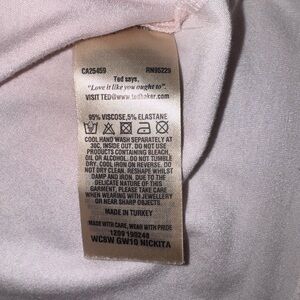 CA25459 RN95229
Ted says,
"Love it like you ought to".
VISIT TED@www.tedbaker.com
95% VISCOSE, 5% ELASTANE
COOL HAND WASH SEPARATELY AT
30C, INSIDE OUT. DO NOT USE
PRODUCTS CONTAINING BLEACH,
OIL OR ALCOHOL. DO NOT TUMBLE
DRY. COOL IRON ON REVERSE. DO
NOT DRY CLEAN. RESHAPE WHILST
DAMP AND IRON. DUE TO THE
DELICATE NATURE OF THIS
GARMENT, PLEASE TAKE CARE
WHEN WEARING WITH JEWELLERY
OR NEAR SHARP OBJECTS.
MADE IN TURKEY
MADE WITH CARE, WEAR WITH PRIDE
1209 199248
WC8W GW10 NICKITA